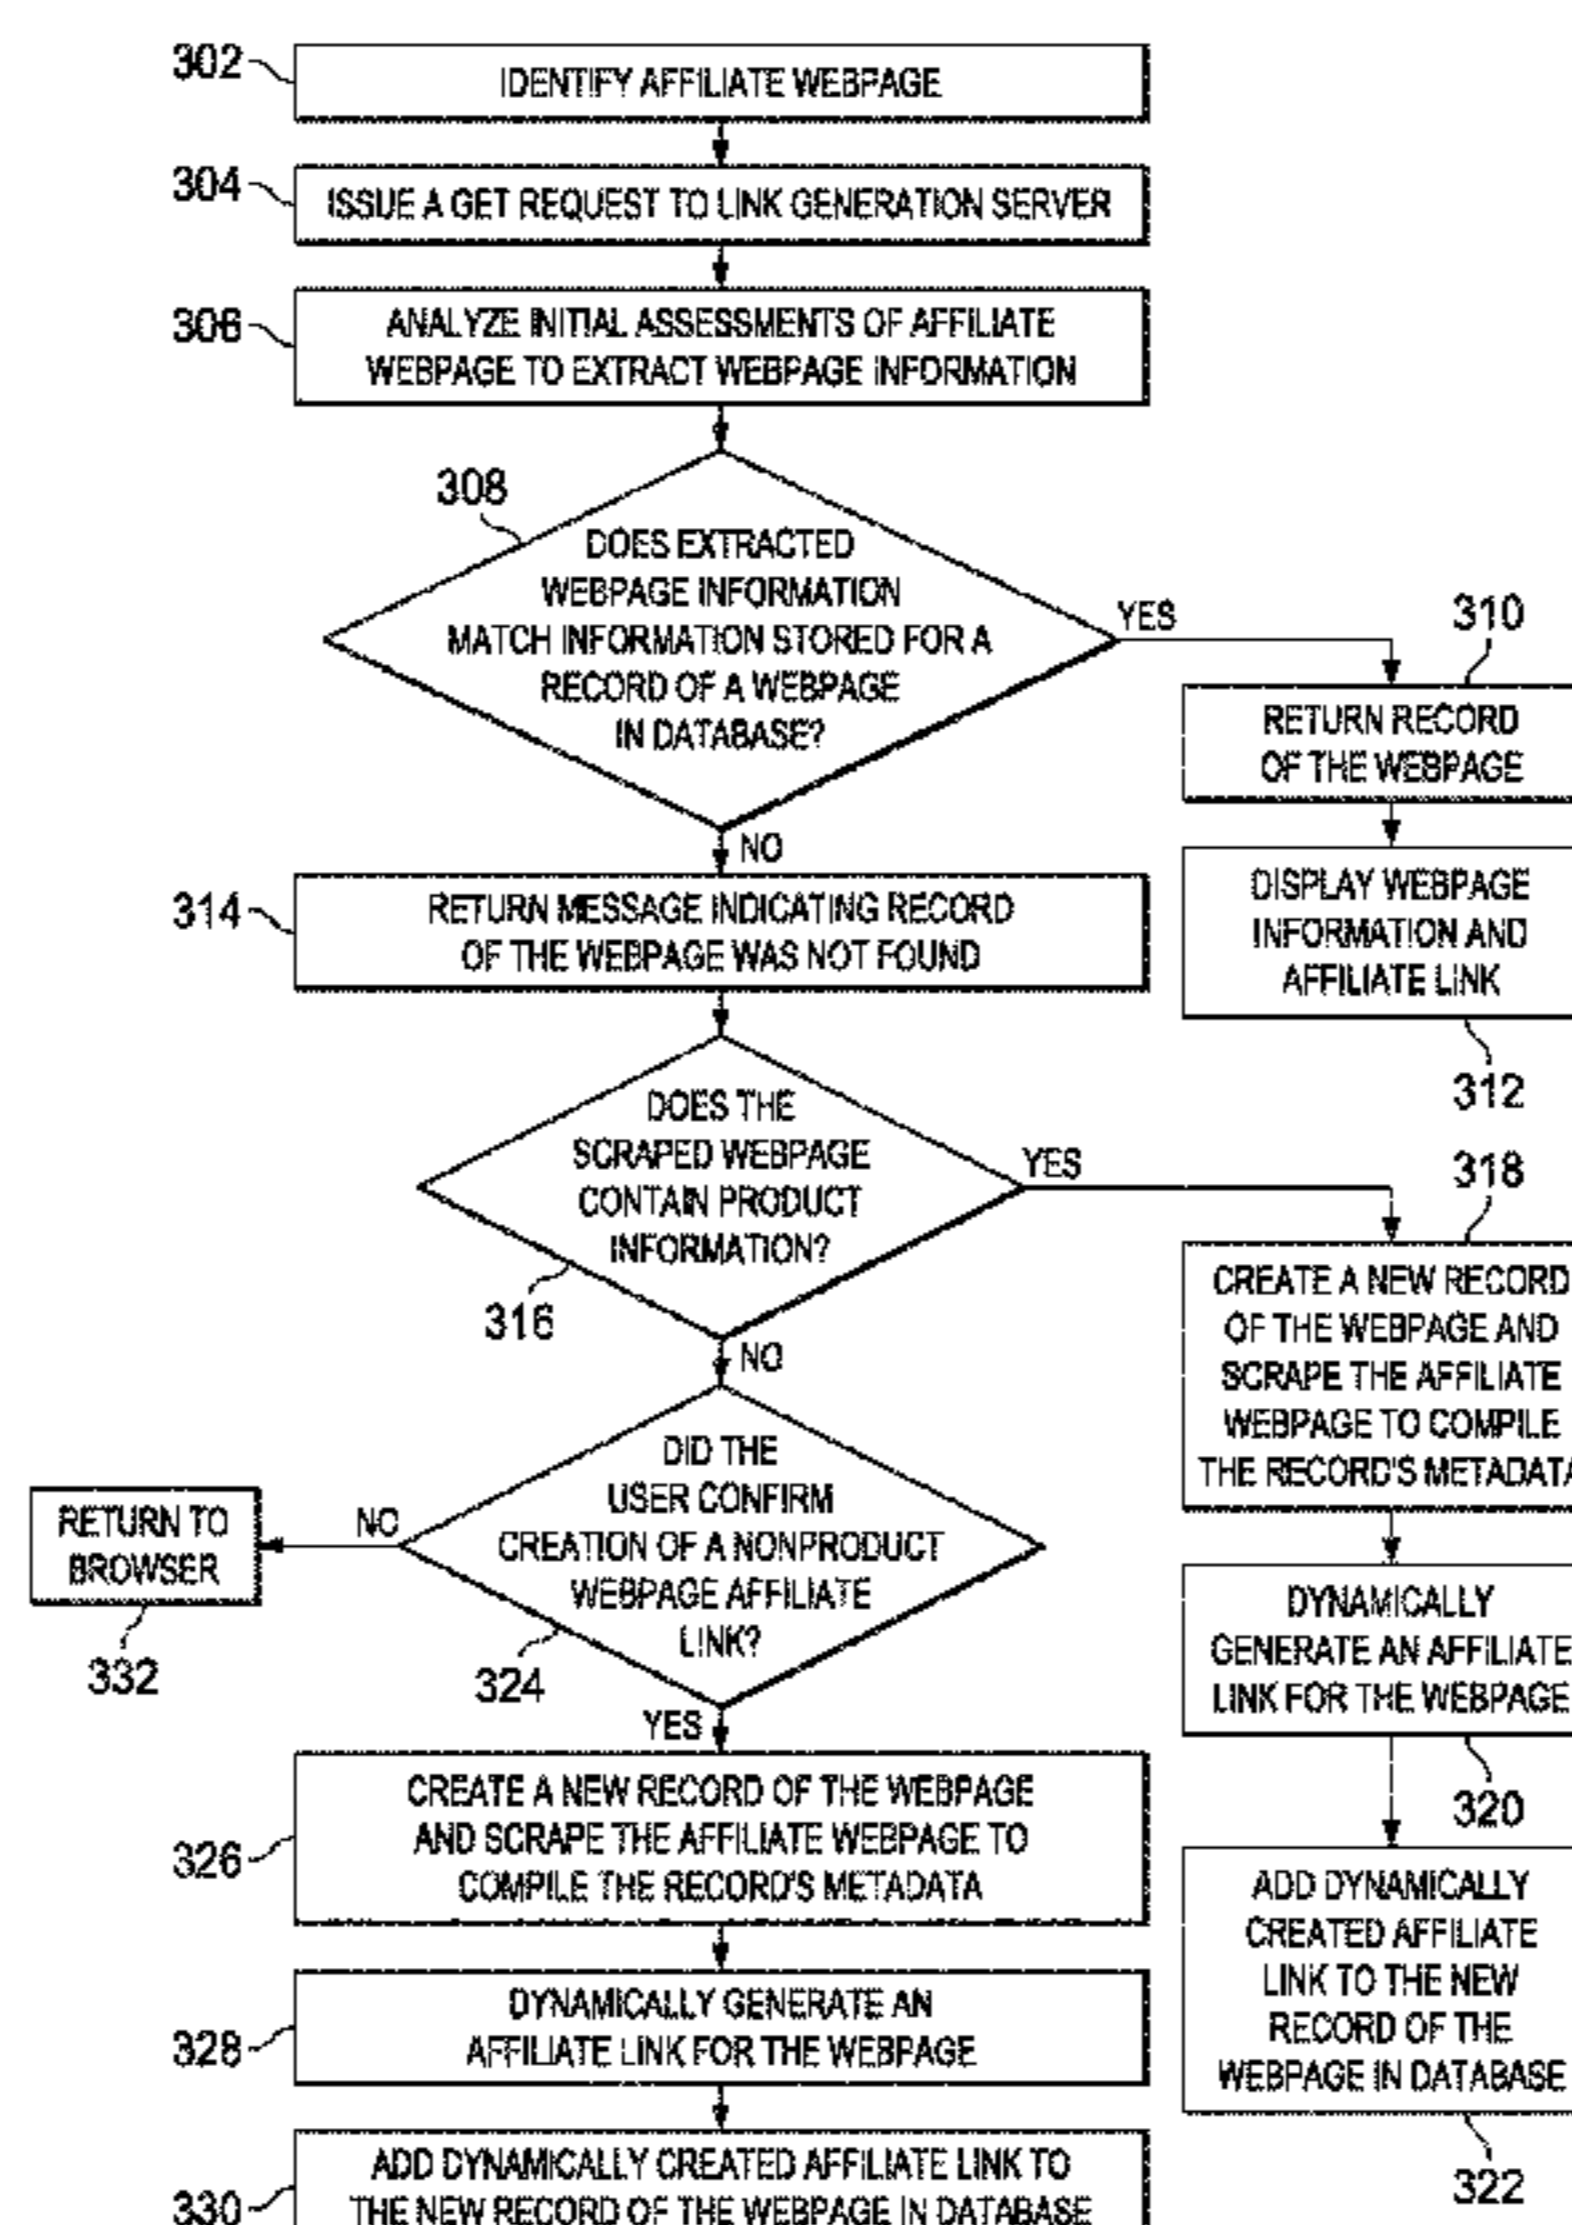 302
IDENTIFY AFFILIATE WEBPAGE
304
ISSUE A GET REQUEST TO LINK GENERATION SERVER
306
ANALYZE INITIAL ASSESSMENTS OF AFFILIATE
WEBPAGE TO EXTRACT WEBPAGE INFORMATION
308
DOES EXTRACTED
WEBPAGE INFORMATION
MATCH INFORMATION STORED FOR A
RECORD OF A WEBPAGE
IN DATABASE?
YES
310
RETURN RECORD
OF THE WEBPAGE
DISPLAY WEBPAGE
INFORMATION AND
AFFILIATE LINK
312
NO
314
RETURN MESSAGE INDICATING RECORD
OF THE WEBPAGE WAS NOT FOUND
DOES THE
SCRAPED WEBPAGE
CONTAIN PRODUCT
INFORMATION?
316
YES
318
CREATE A NEW RECORD
OF THE WEBPAGE AND
SCRAPE THE AFFILIATE
WEBPAGE TO COMPILE
THE RECORD'S METADATA
DYNAMICALLY
GENERATE AN AFFILIATE
LINK FOR THE WEBPAGE
320
ADD DYNAMICALLY
CREATED AFFILIATE
LINK TO THE NEW
RECORD OF THE
WEBPAGE IN DATABASE
322
NO
DID THE
USER CONFIRM
CREATION OF A NONPRODUCT
WEBPAGE AFFILIATE
LINK?
324
NO
RETURN TO
BROWSER
332
YES
326
CREATE A NEW RECORD OF THE WEBPAGE
AND SCRAPE THE AFFILIATE WEBPAGE TO
COMPILE THE RECORD'S METADATA
328
DYNAMICALLY GENERATE AN
AFFILIATE LINK FOR THE WEBPAGE
330
ADD DYNAMICALLY CREATED AFFILIATE LINK TO
THE NEW RECORD OF THE WEBPAGE IN DATABASE